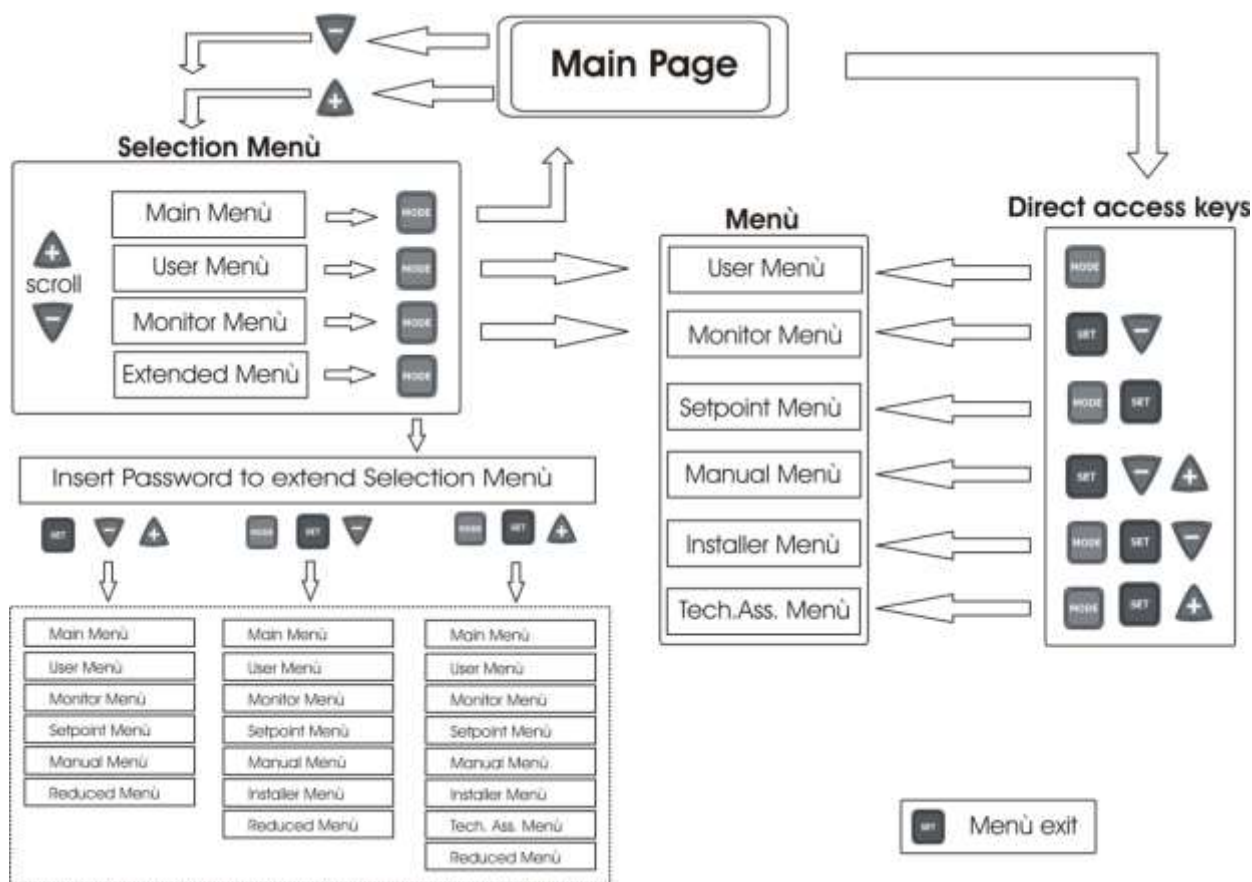 Main Page
Selection Menù
Main Menù
MODE
User Menù
MODE
scroll
Monitor Menù
MODE
Extended Menù
MODE
Insert Password to extend Selection Menù
SET
MODE SET
MODE SET
Main Menù
User Menù
Monitor Menù
Setpoint Menù
Manual Menù
Reduced Menù
Main Menù
User Menù
Monitor Menù
Setpoint Menù
Manual Menù
Installer Menù
Reduced Menù
Main Menù
User Menù
Monitor Menù
Setpoint Menù
Manual Menù
Installer Menù
Tech. Ass. Menù
Reduced Menù
Menù
User Menù
Monitor Menù
Setpoint Menù
Manual Menù
Installer Menù
Tech.Ass. Menù
Direct access keys
MODE
SET
MODE SET
SET
MODE SET
MODE SET
SET Menù exit